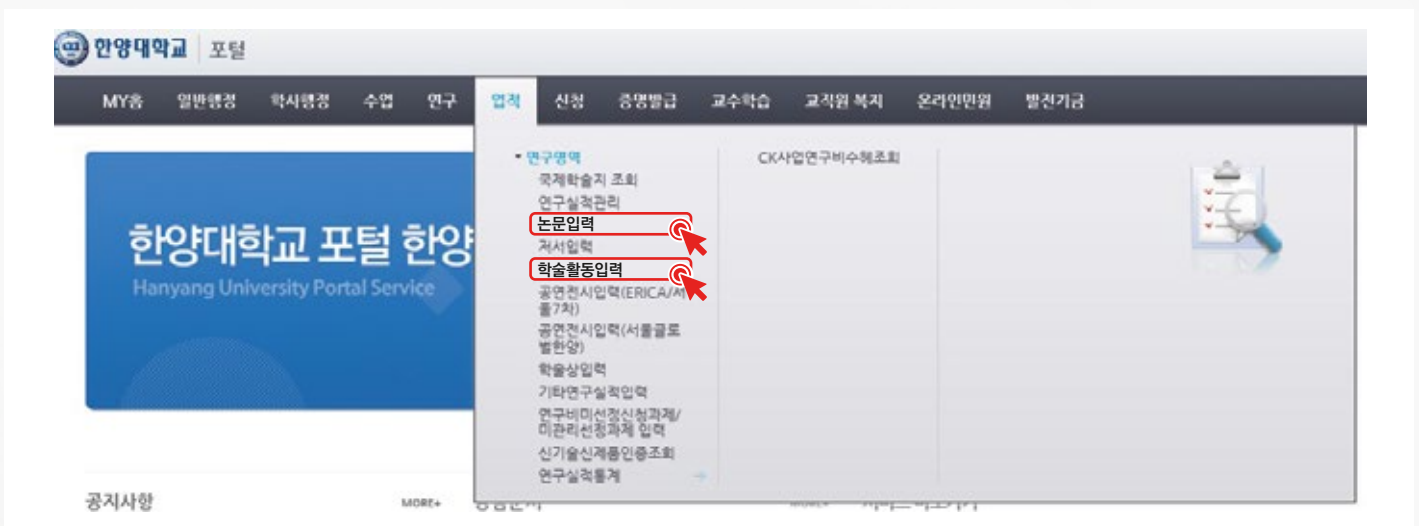 한양대학교 포털
MY홈 일반행정 학사행정 수업 연구 업적 신청 증명발급 교수학습 교직원 복지 온라인민원 발전기금
연구영역
국제학술지 조회
연구실적관리
논문입력
저서입력
학술활동입력
공연전시입력(ERICA/서
울7차)
공연전시입력(서울글로
벌한양)
학술상입력
기타연구실적입력
연구비미선정신청과제/
미관리선정과제 입력
신기술신제품인증조회
연구실적통계
CK사업연구비수혜조회
한양대학교 포털 한양
Hanyang University Portal Service
공지사항 MORE+